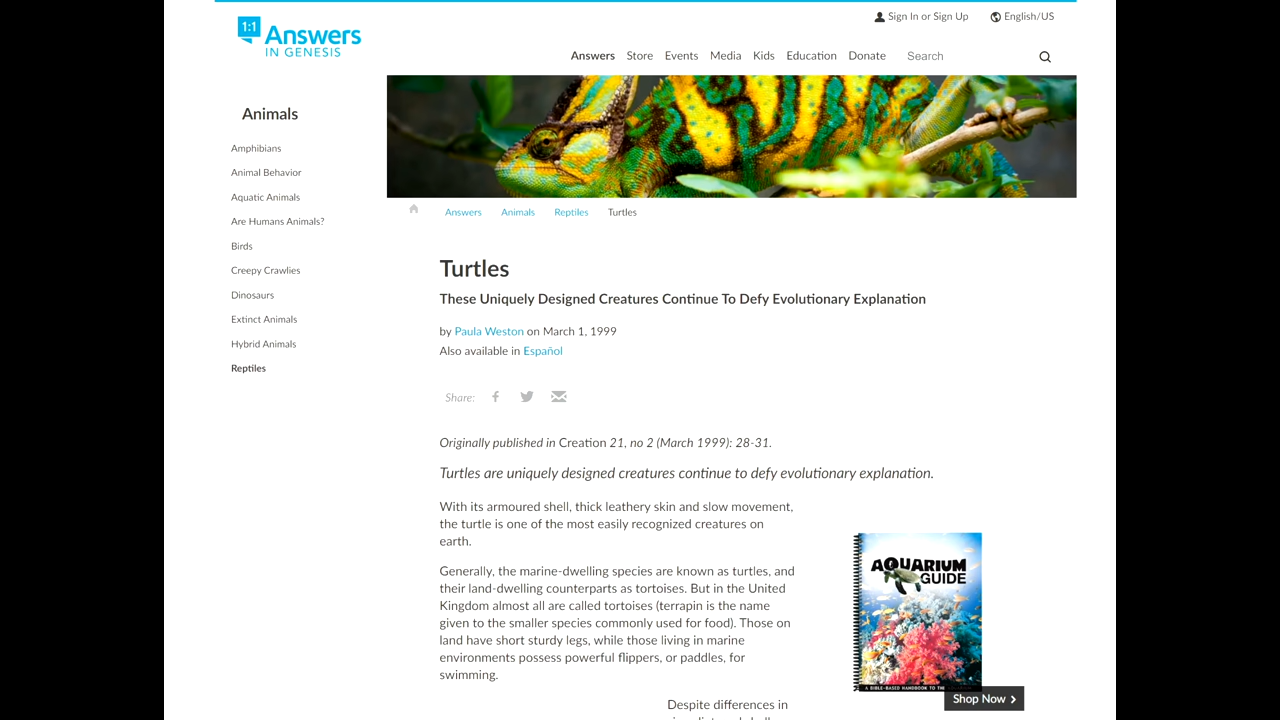 Sign In or Sign Up
English/US
1:1
Answers
IN GENESIS
Answers Store Events Media Kids Education Donate Search
Animals
Amphibians
Animal Behavior
Aquatic Animals
Are Humans Animals?
Birds
Creepy Crawlies
Dinosaurs
Extinct Animals
Hybrid Animals
Reptiles
Answers Animals Reptiles Turtles
Turtles
These Uniquely Designed Creatures Continue To Defy Evolutionary Explanation
by Paula Weston on March 1, 1999
Also available in Español
Share:
Originally published in Creation 21, no 2 (March 1999): 28-31.
Turtles are uniquely designed creatures continue to defy evolutionary explanation.
With its armoured shell, thick leathery skin and slow movement,
the turtle is one of the most easily recognized creatures on
earth.
Generally, the marine-dwelling species are known as turtles, and
their land-dwelling counterparts as tortoises. But in the United
Kingdom almost all are called tortoises (terrapin is the name
given to the smaller species commonly used for food). Those on
land have short sturdy legs, while those living in marine
environments possess powerful flippers, or paddles, for
swimming.
Despite differences in
AQUARIUM
GUIDE
A BIBLE-BASED HANDBOOK TO THE
Shop Now